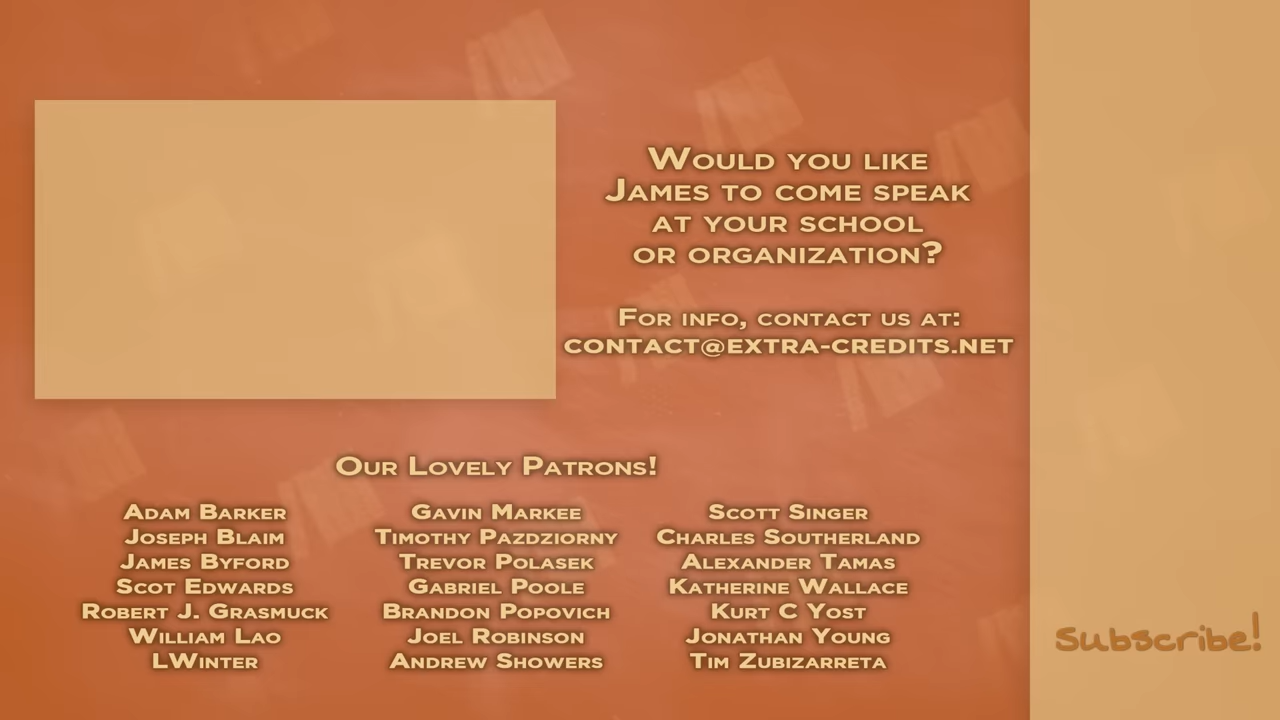 Would you like
James to come speak
at your school
or organization?
For info, contact us at:
contact@extra-credits.net
Our Lovely Patrons!
Adam Barker
Joseph Blaim
James Byford
Scot Edwards
Robert J. Grasmuck
William Lao
LWinter
Gavin Markee
Timothy Pazdziorny
Trevor Polasek
Gabriel Poole
Brandon Popovich
Joel Robinson
Andrew Showers
Scott Singer
Charles Southerland
Alexander Tamas
Katherine Wallace
Kurt C Yost
Jonathan Young
Tim Zubizarreta
Subscribe!